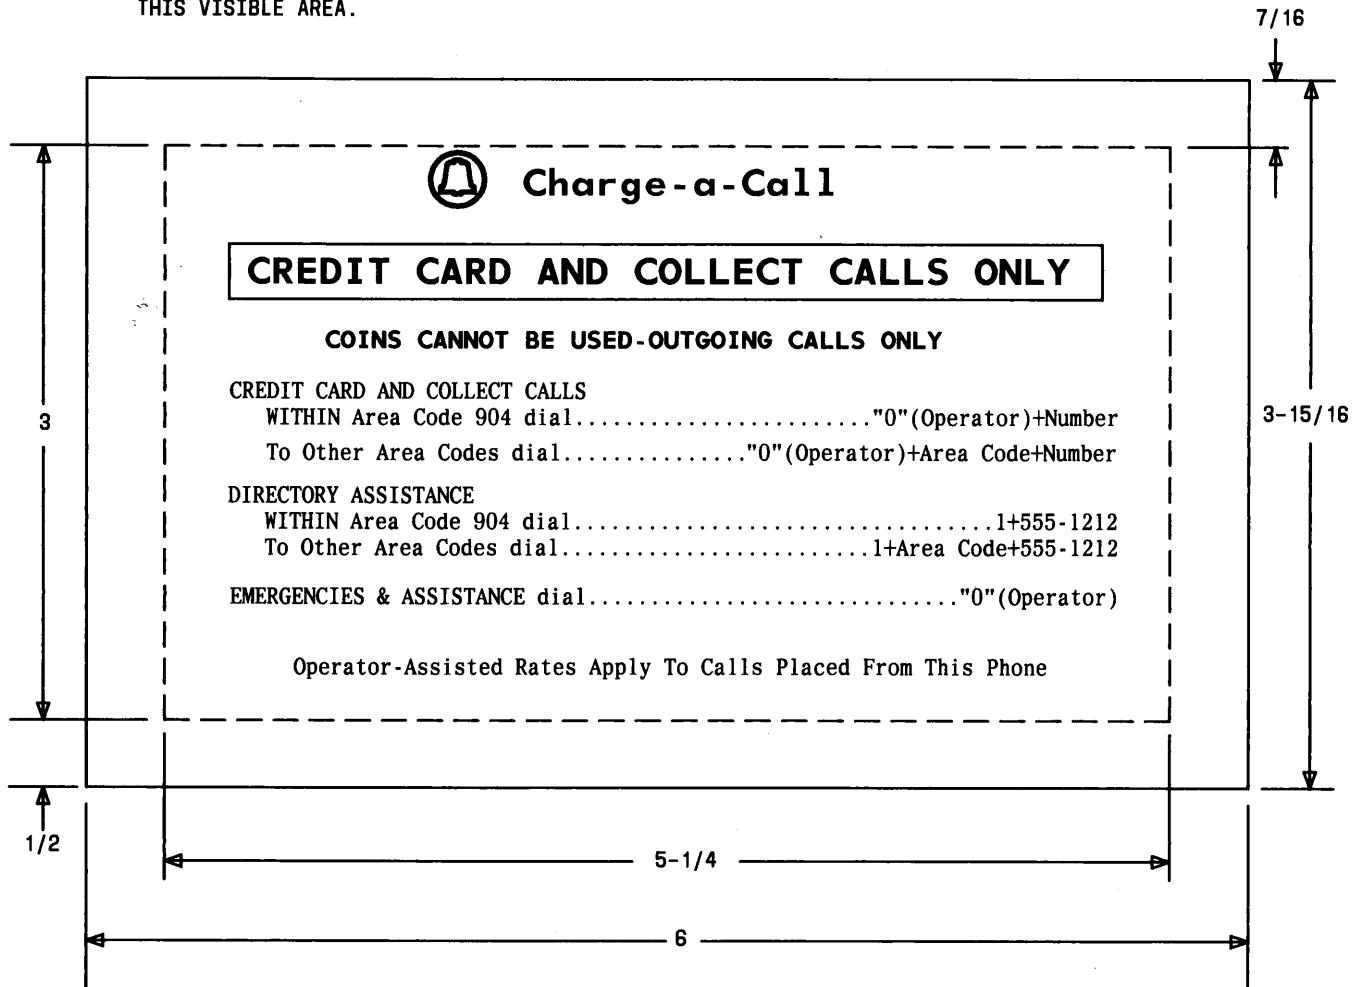 THIS VISIBLE AREA.
7/16
Charge-a-Call
CREDIT CARD AND COLLECT CALLS ONLY
COINS CANNOT BE USED-OUTGOING CALLS ONLY
CREDIT CARD AND COLLECT CALLS
WITHIN Area Code 904 dial........................"0"(Operator)+Number
3
3-15/16
To Other Area Codes dial..............."0"(Operator)+Area Code+Number
DIRECTORY ASSISTANCE
WITHIN Area Code 904 dial..................................1+555-1212
To Other Area Codes dial.........................1+Area Code+555-1212
EMERGENCIES & ASSISTANCE dial.............................."0"(Operator)
Operator-Assisted Rates Apply To Calls Placed From This Phone
1/2
5-1/4
6